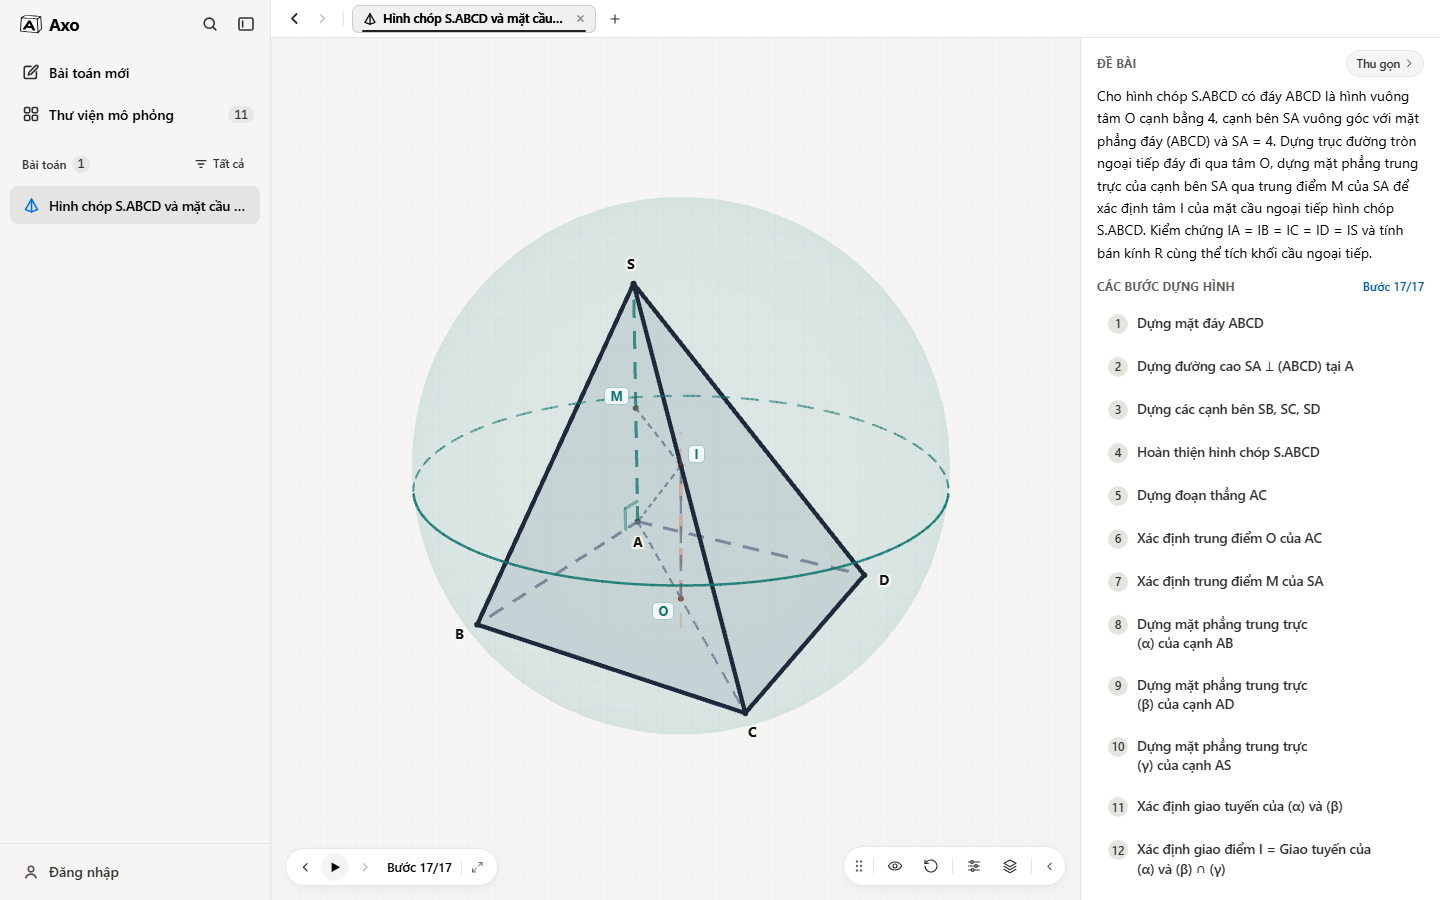 Axo
Bài toán mới
Thư viện mô phỏng
11
Bài toán 1
Tất cả
Hình chóp S.ABCD và mặt cầu ...
Đăng nhập
Hình chóp S.ABCD và mặt cầu...
S
M
I
A
D
O
B
C
Bước 17/17
ĐỀ BÀI
Thu gọn
Cho hình chóp S.ABCD có đáy ABCD là hình vuông
tâm O cạnh bằng 4, cạnh bên SA vuông góc với mặt
phẳng đáy (ABCD) và SA = 4. Dựng trục đường tròn
ngoại tiếp đáy đi qua tâm O, dựng mặt phẳng trung
trực của cạnh bên SA qua trung điểm M của SA để
xác định tâm I của mặt cầu ngoại tiếp hình chóp
S.ABCD. Kiểm chứng IA = IB = IC = ID = IS và tính
bán kính R cùng thể tích khối cầu ngoại tiếp.
CÁC BƯỚC DỰNG HÌNH
Bước 17/17
1 Dựng mặt đáy ABCD
2 Dựng đường cao SA ⊥ (ABCD) tại A
3 Dựng các cạnh bên SB, SC, SD
4 Hoàn thiện hình chóp S.ABCD
5 Dựng đoạn thẳng AC
6 Xác định trung điểm O của AC
7 Xác định trung điểm M của SA
8 Dựng mặt phẳng trung trực
(α) của cạnh AB
9 Dựng mặt phẳng trung trực
(β) của cạnh AD
10 Dựng mặt phẳng trung trực
(γ) của cạnh AS
11 Xác định giao tuyến của (α) và (β)
12 Xác định giao điểm I = Giao tuyến của
(α) và (β) ∩ (γ)